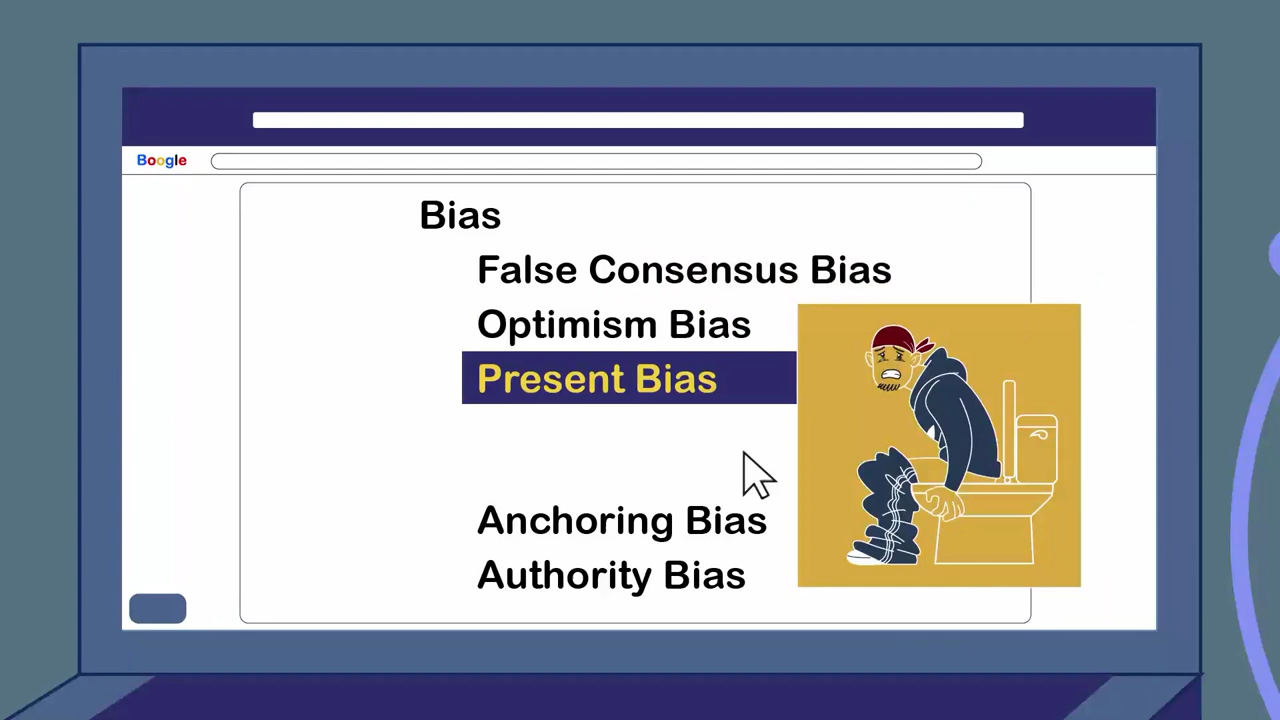 Boogle
Bias
False Consensus Bias
Optimism Bias
Present Bias
Anchoring Bias
Authority Bias